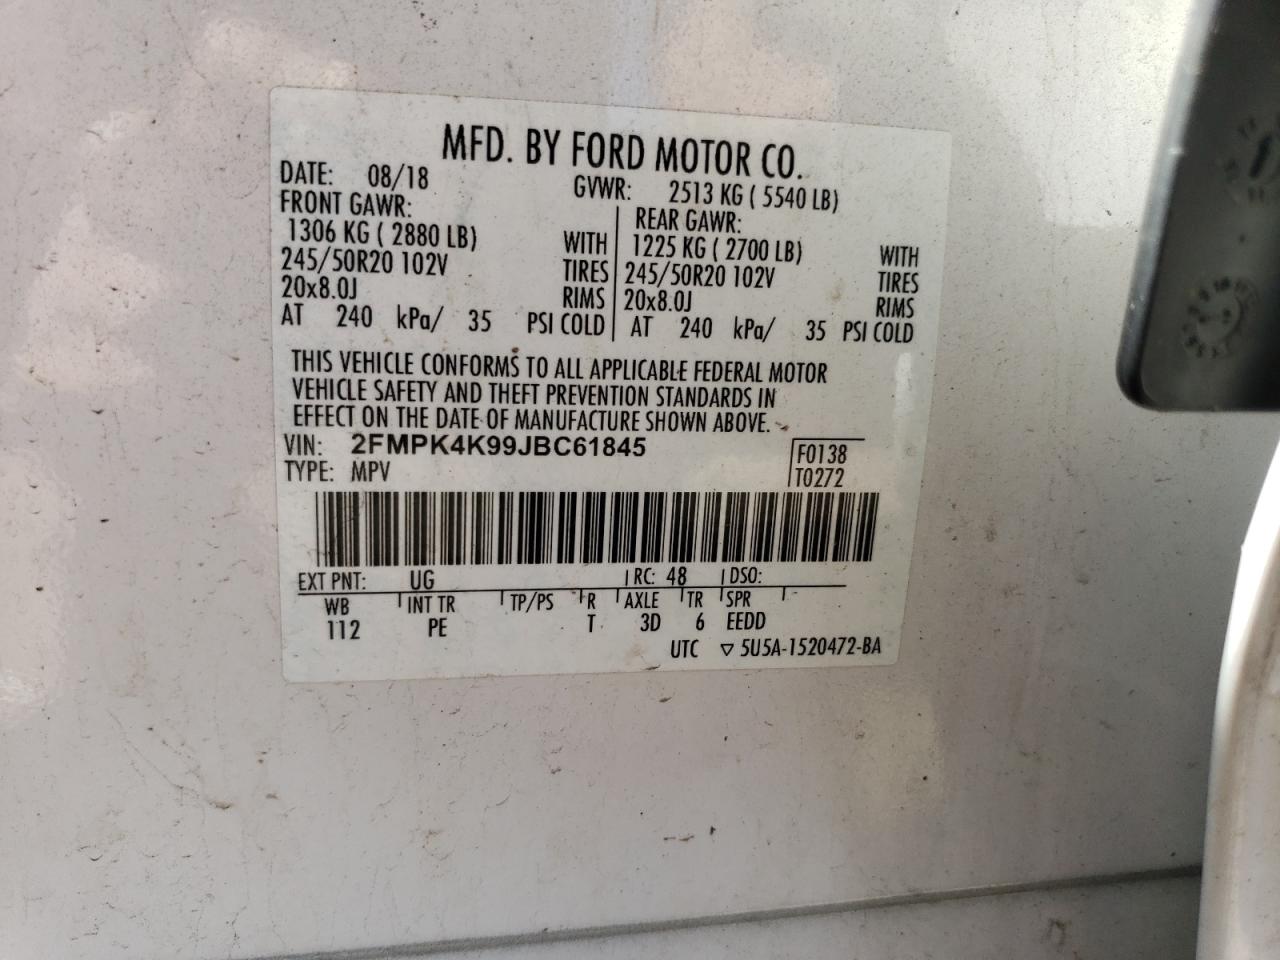 MFD. BY FORD MOTOR CO.
DATE: 08/18 GVWR: 2513 KG ( 5540 LB)
FRONT GAWR: REAR GAWR:
1306 KG ( 2880 LB) WITH 1225 KG ( 2700 LB) WITH
245/50R20 102V TIRES 245/50R20 102V TIRES
20x8.0J RIMS 20x8.0J RIMS
AT 240 kPa/ 35 PSI COLD AT 240 kPa/ 35 PSI COLD
THIS VEHICLE CONFORMS TO ALL APPLICABLE FEDERAL MOTOR
VEHICLE SAFETY AND THEFT PREVENTION STANDARDS IN
EFFECT ON THE DATE OF MANUFACTURE SHOWN ABOVE.
VIN: 2FMPK4K99JBC61845 F0138
TYPE: MPV T0272
EXT PNT: UG RC: 48 DSO:
WB INT TR TP/PS R AXLE TR SPR
112 PE T 3D 6 EEDD
UTC ▽ 5U5A-1520472-BA